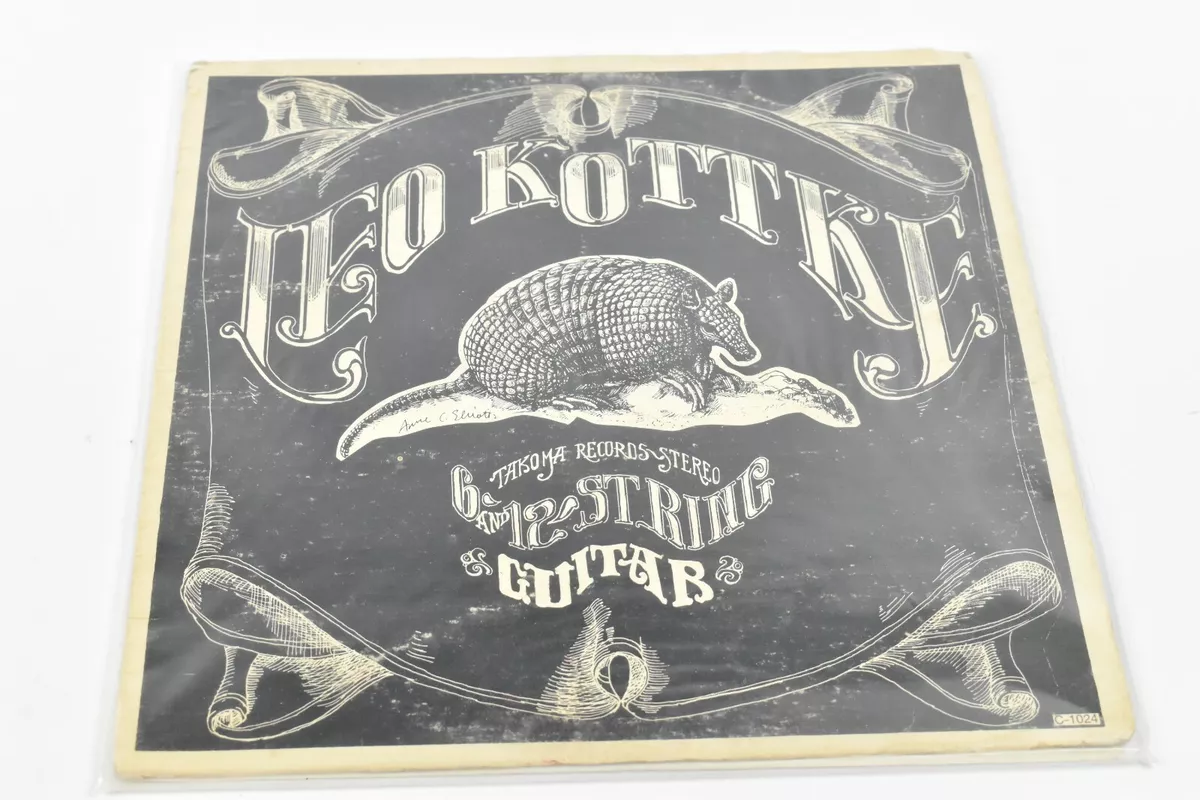 LEO KOTTKE
Anne C. Elliott
TAKOMA RECORDS STEREO
6 AND 12 STRING
GUITAR
C-1024